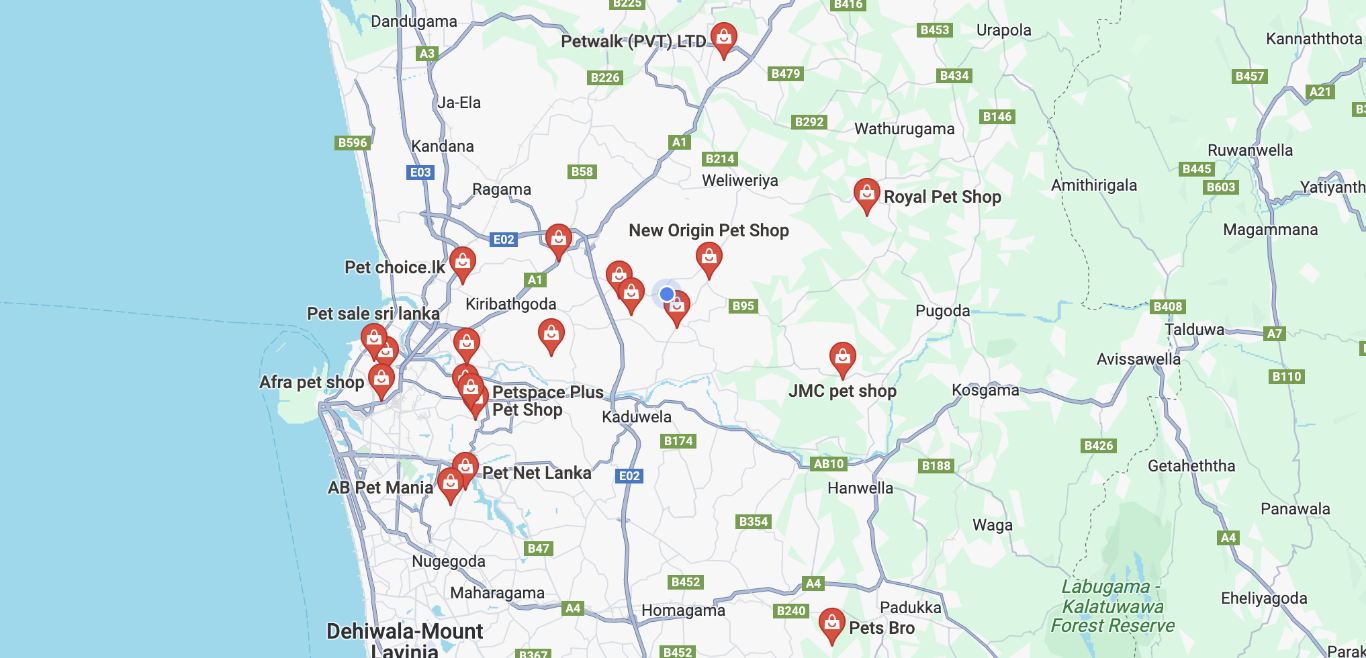 B225
B416
Dandugama
B453
Urapola
Kannaththota
Petwalk (PVT) LTD
A3
B226
B479
B434
B457
A21
Ja-Ela
B292
B146
Wathurugama
B596
Kandana
A1
B214
Ruwanwella
E03
B58
Weliweriya
B445
B603
Amithirigala
Yatiyanth
Ragama
Royal Pet Shop
New Origin Pet Shop
Magammana
E02
Pet choice.lk
A1
Kiribathgoda
B95
Pugoda
B408
Pet sale sri lanka
Talduwa
A7
Avissawella
Afra pet shop
Petspace Plus
Pet Shop
JMC pet shop
Kosgama
B110
Kaduwela
B174
B426
AB10
B188
Getaheththa
Pet Net Lanka
E02
AB Pet Mania
Hanwella
Panawala
B354
Waga
A4
B47
Nugegoda
B452
A4
Labugama -
Kalatuwawa
Forest Reserve
Maharagama
A4
Homagama
B240
Padukka
Eheliyagoda
Pets Bro
Dehiwala-Mount
Lavinia
B367
B452
Parak